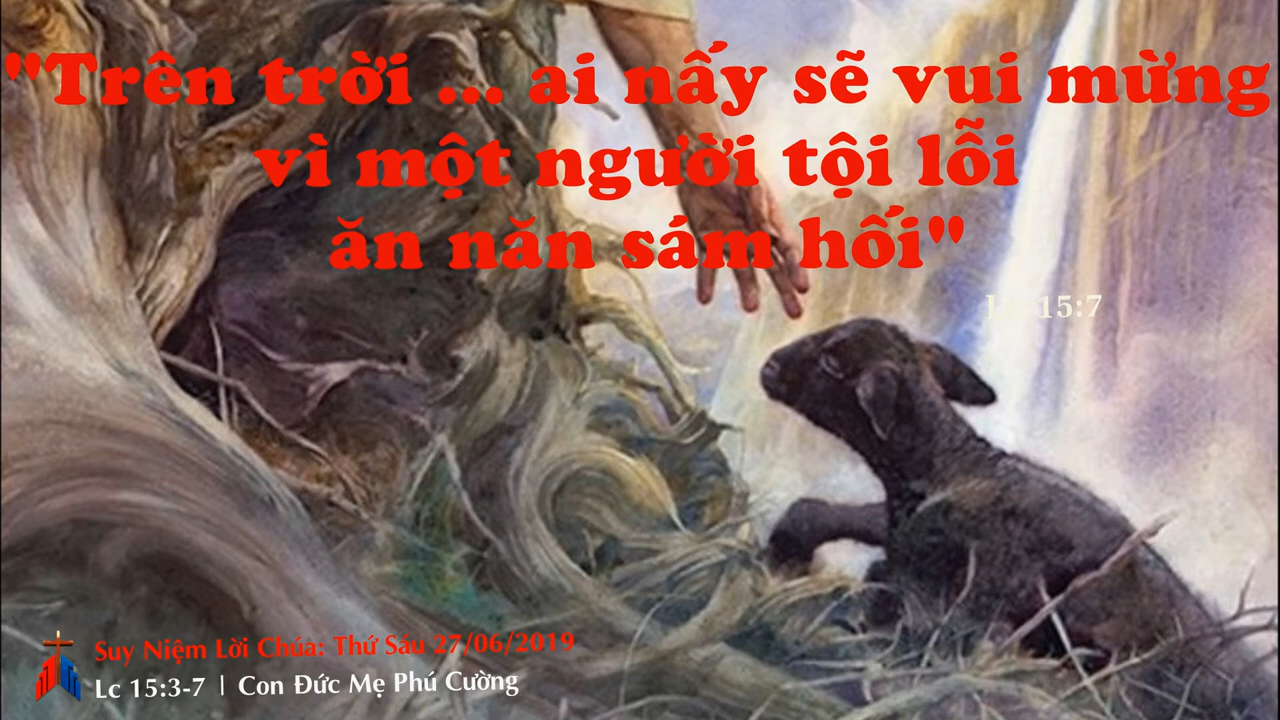 "Trên trời ... ai nấy sẽ vui mừng
vì một người tội lỗi
ăn năn sám hối"
15:7
Suy Niệm Lời Chúa: Thứ Sáu 27/06/2019
Lc 15:3-7 | Con Đức Mẹ Phú Cường